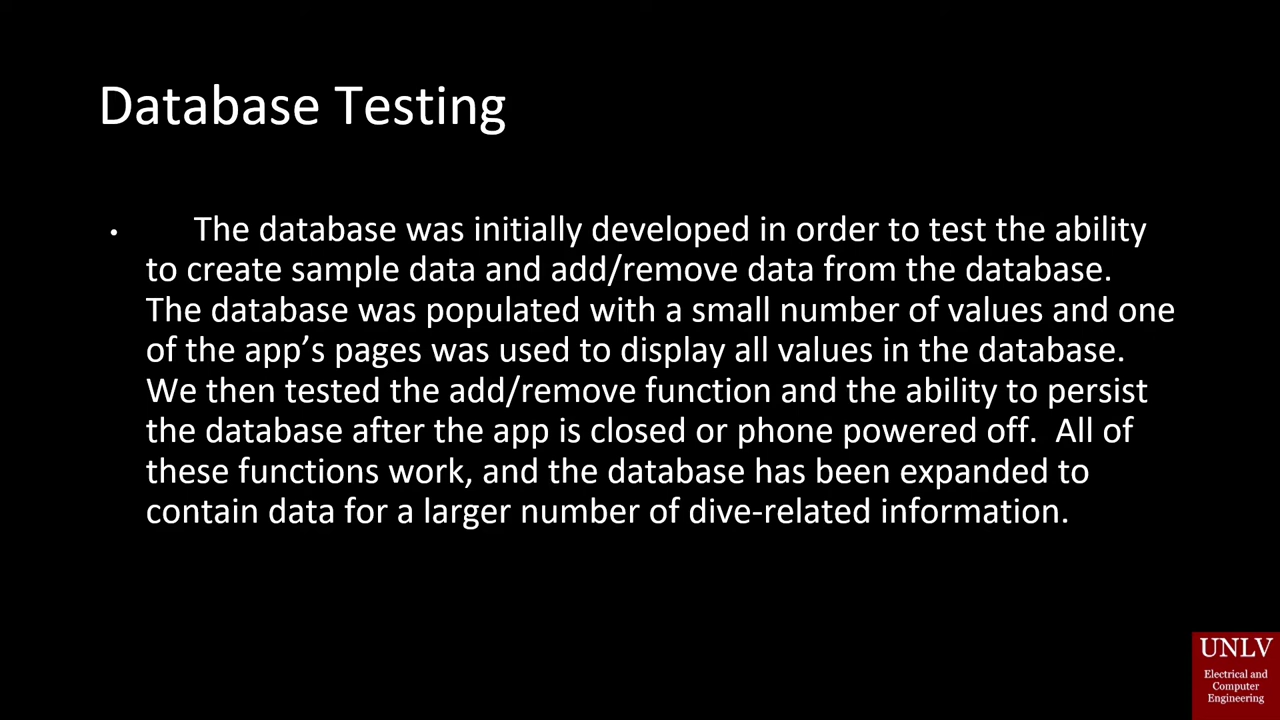 Database Testing
• The database was initially developed in order to test the ability
to create sample data and add/remove data from the database.
The database was populated with a small number of values and one
of the app’s pages was used to display all values in the database.
We then tested the add/remove function and the ability to persist
the database after the app is closed or phone powered off.  All of
these functions work, and the database has been expanded to
contain data for a larger number of dive-related information.
UNLV
Electrical and
Computer
Engineering